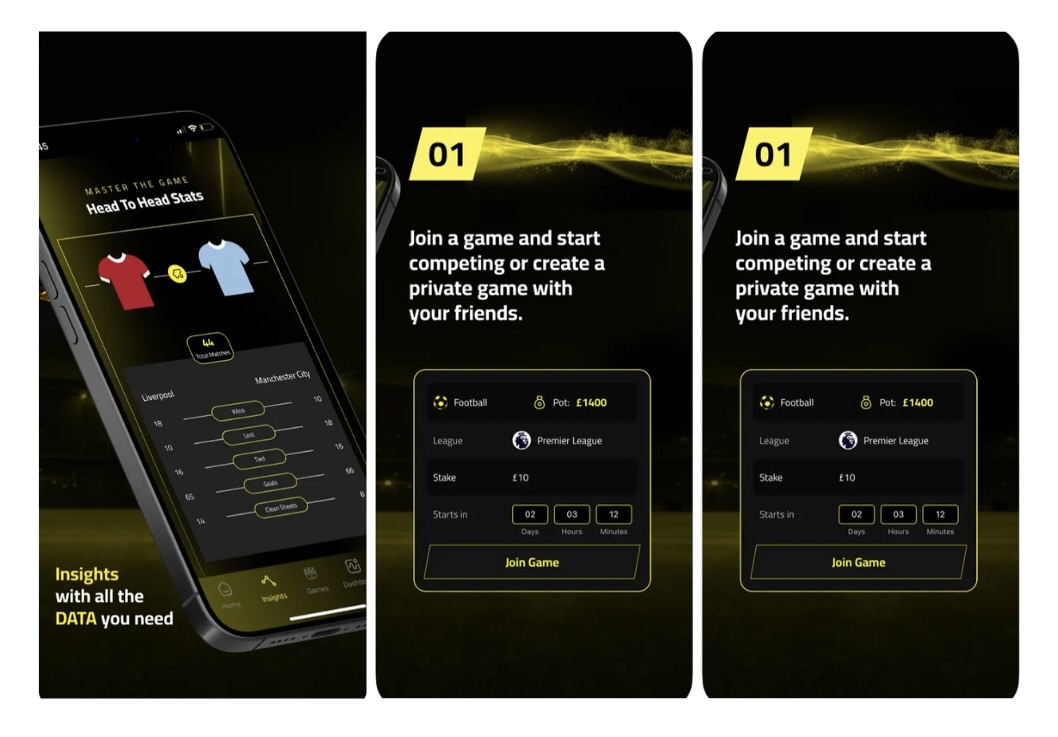 45
MASTER THE GAME
Head To Head Stats
44
Total Matches
Liverpool
Manchester City
18
Wins
10
10
Lost
18
16
Tied
16
65
Goals
66
14
Clean Sheets
8
Home
Insights
Games
Dashbo
Insights
with all the
DATA you need
01
Join a game and start
competing or create a
private game with
your friends.
Football
Pot: £1400
League
Premier League
Stake
£10
Starts in
02
03
12
Days
Hours
Minutes
Join Game
01
Join a game and start
competing or create a
private game with
your friends.
Football
Pot: £1400
League
Premier League
Stake
£10
Starts in
02
03
12
Days
Hours
Minutes
Join Game